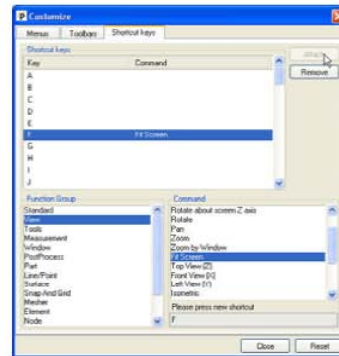 Customize
Menus Toolbars Shortcut keys
Shortcut keys
Key Command
A
B
C
D
E
F Fit Screen
G
H
I
J
Attach
Remove
Function Group
Standard
View
Tools
Measurement
Window
PostProcess
Part
Line/Point
Surface
Snap And Grid
Mesher
Element
Node
Command
Rotate about screen Z axis
Rotate
Pan
Zoom
Zoom by Window
Fit Screen
Top View (Z)
Front View (X)
Left View (Y)
Isometric
Please press new shortcut
F
Close Reset